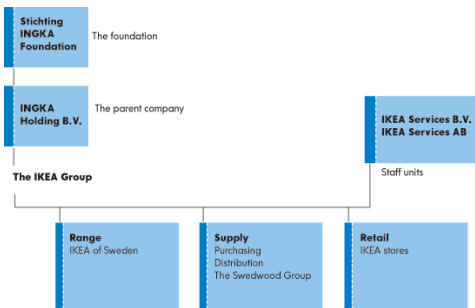 Stichting
INGKA
Foundation
The foundation
INGKA
Holding B.V.
The parent company
IKEA Services B.V.
IKEA Services AB
Staff units
The IKEA Group
Range
IKEA of Sweden
Supply
Purchasing
Distribution
The Swedwood Group
Retail
IKEA stores